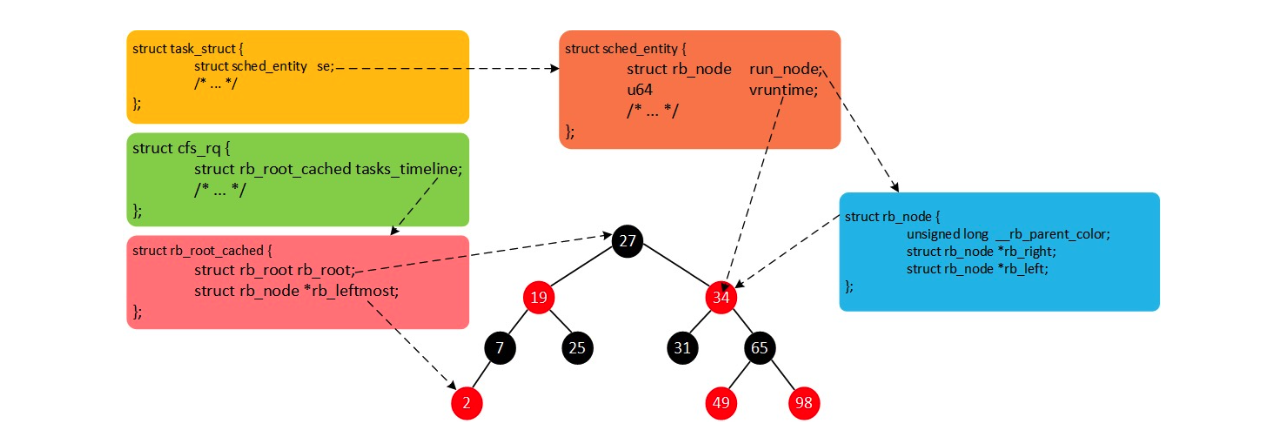 struct task_struct {
struct sched_entity se;
/* ... */
};
struct cfs_rq {
struct rb_root_cached tasks_timeline;
/* ... */
};
struct rb_root_cached {
struct rb_root rb_root;
struct rb_node *rb_leftmost;
};
struct sched_entity {
struct rb_node run_node;
u64 vruntime;
/* ... */
};
struct rb_node {
unsigned long __rb_parent_color;
struct rb_node *rb_right;
struct rb_node *rb_left;
};
27
19 34
7 25 31 65
2 49 98